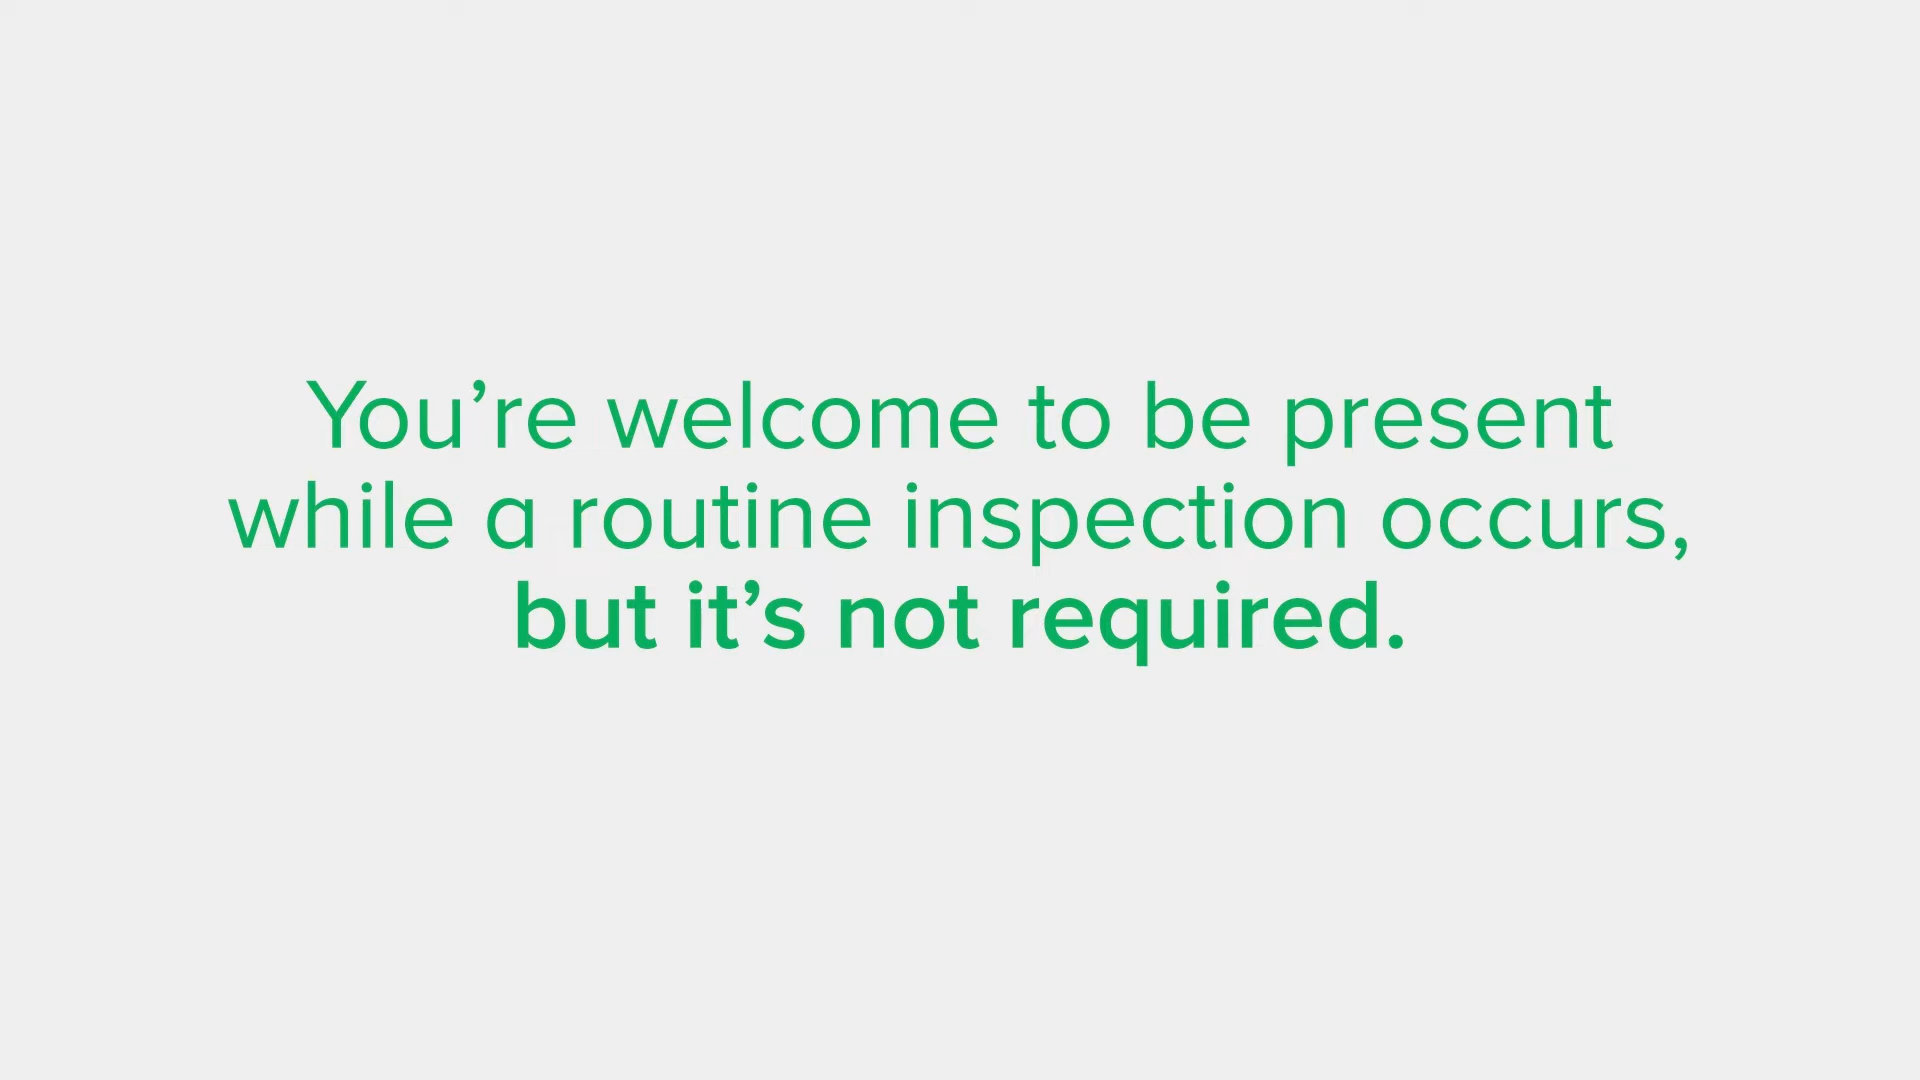 You’re welcome to be present
while a routine inspection occurs,
but it’s not required.